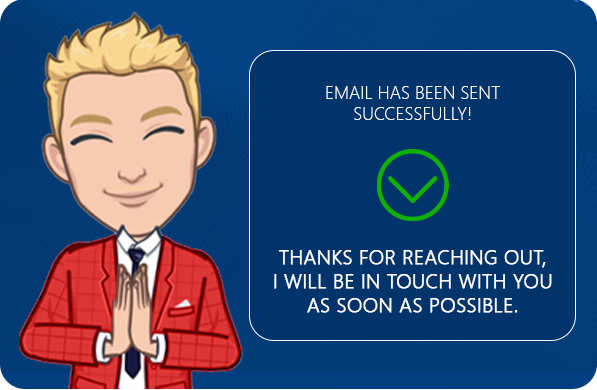 EMAIL HAS BEEN SENT
SUCCESSFULLY!
THANKS FOR REACHING OUT,
I WILL BE IN TOUCH WITH YOU
AS SOON AS POSSIBLE.